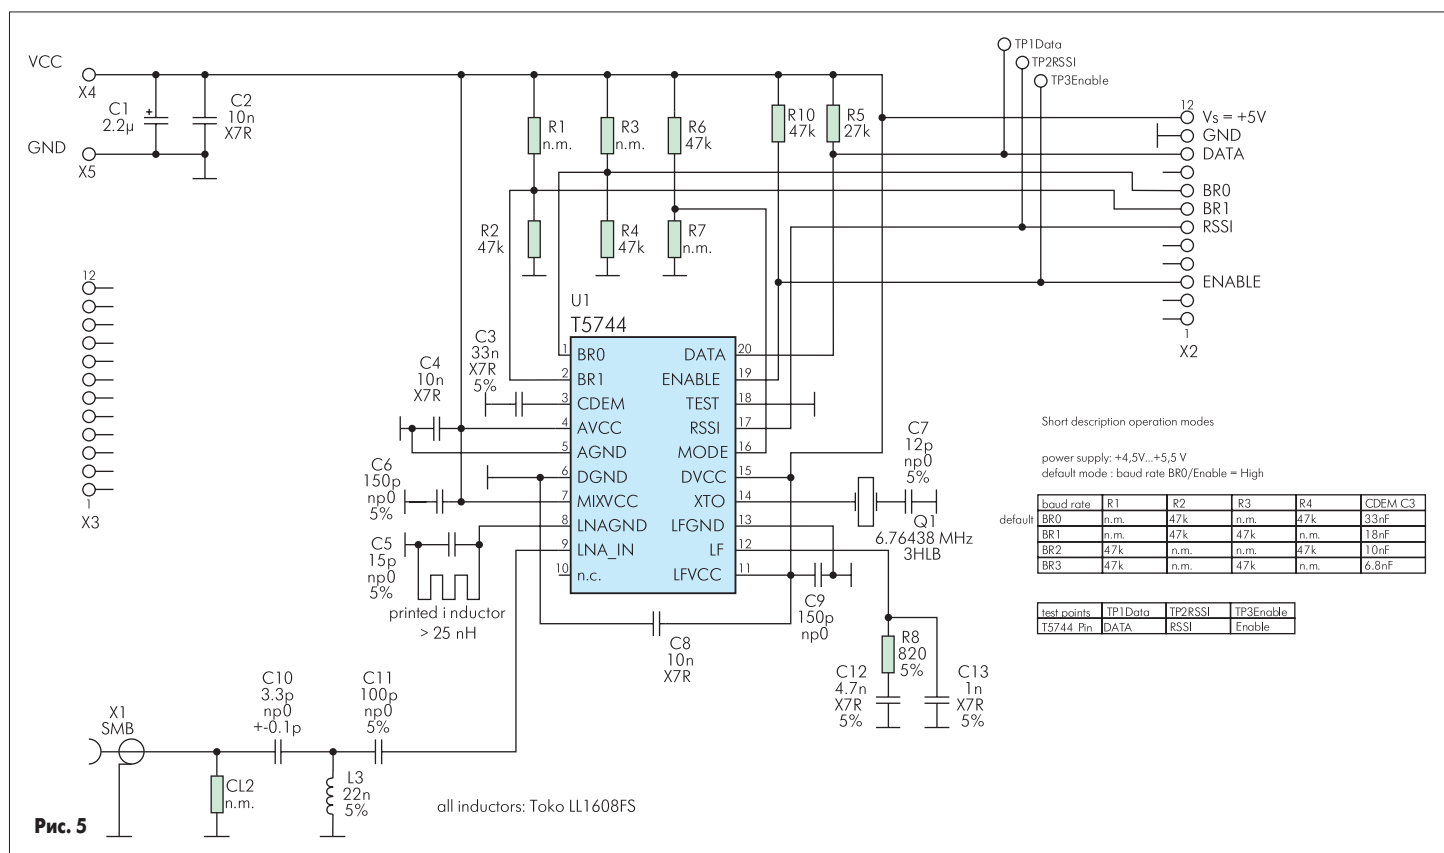 VCC
X4
C1
2.2µ
+
C2
10n
X7R
GND
X5
R1
n.m.
R3
n.m.
R6
47k
R10
47k
R5
27k
R2
47k
R4
47k
R7
n.m.
TP1Data
TP2RSSI
TP3Enable
12
Vs = +5V
GND
DATA
BR0
BR1
RSSI
ENABLE
1
X2
12
1
X3
U1
T5744
1 BR0
2 BR1
3 CDEM
4 AVCC
5 AGND
6 DGND
7 MIXVCC
8 LNAGND
9 LNA_IN
10 n.c.
DATA 20
ENABLE 19
TEST 18
RSSI 17
MODE 16
DVCC 15
XTO 14
LFGND 13
LF 12
LFVCC 11
C3
33n
X7R
5%
C4
10n
X7R
C6
150p
np0
5%
C5
15p
np0
5%
printed i nductor
> 25 nH
C7
12p
np0
5%
Q1
6.76438 MHz
3HLB
C9
150p
np0
C8
10n
X7R
R8
820
5%
C12
4.7n
X7R
5%
C13
1n
X7R
5%
X1
SMB
C10
3.3p
np0
+-0.1p
C11
100p
np0
5%
CL2
n.m.
L3
22n
5%
all inductors: Toko LL1608FS
Short description operation modes
power supply: +4,5V...+5,5 V
default mode : baud rate BR0/Enable = High
baud rate R1 R2 R3 R4 CDEM C3
default BR0 n.m. 47k n.m. 47k 33nF
BR1 n.m. 47k 47k n.m. 18nF
BR2 47k n.m. n.m. 47k 10nF
BR3 47k n.m. 47k n.m. 6.8nF
test points TP1Data TP2RSSI TP3Enable
T5744 Pin DATA RSSI Enable
Рис. 5